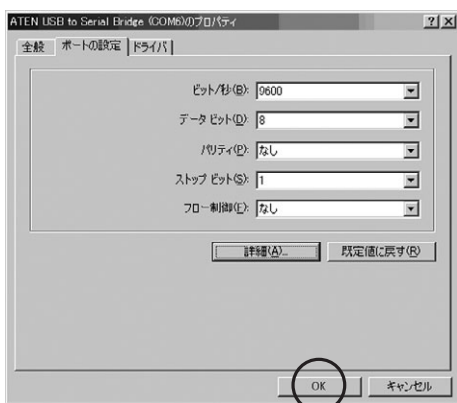 ATEN USB to Serial Bridge (COM6)のプロパティ
全般 ポートの設定 ドライバ
ビット/秒(B): 9600
データ ビット(D): 8
パリティ(P): なし
ストップ ビット(S): 1
フロー制御(F): なし
詳細(A)... 既定値に戻す(R)
OK キャンセル